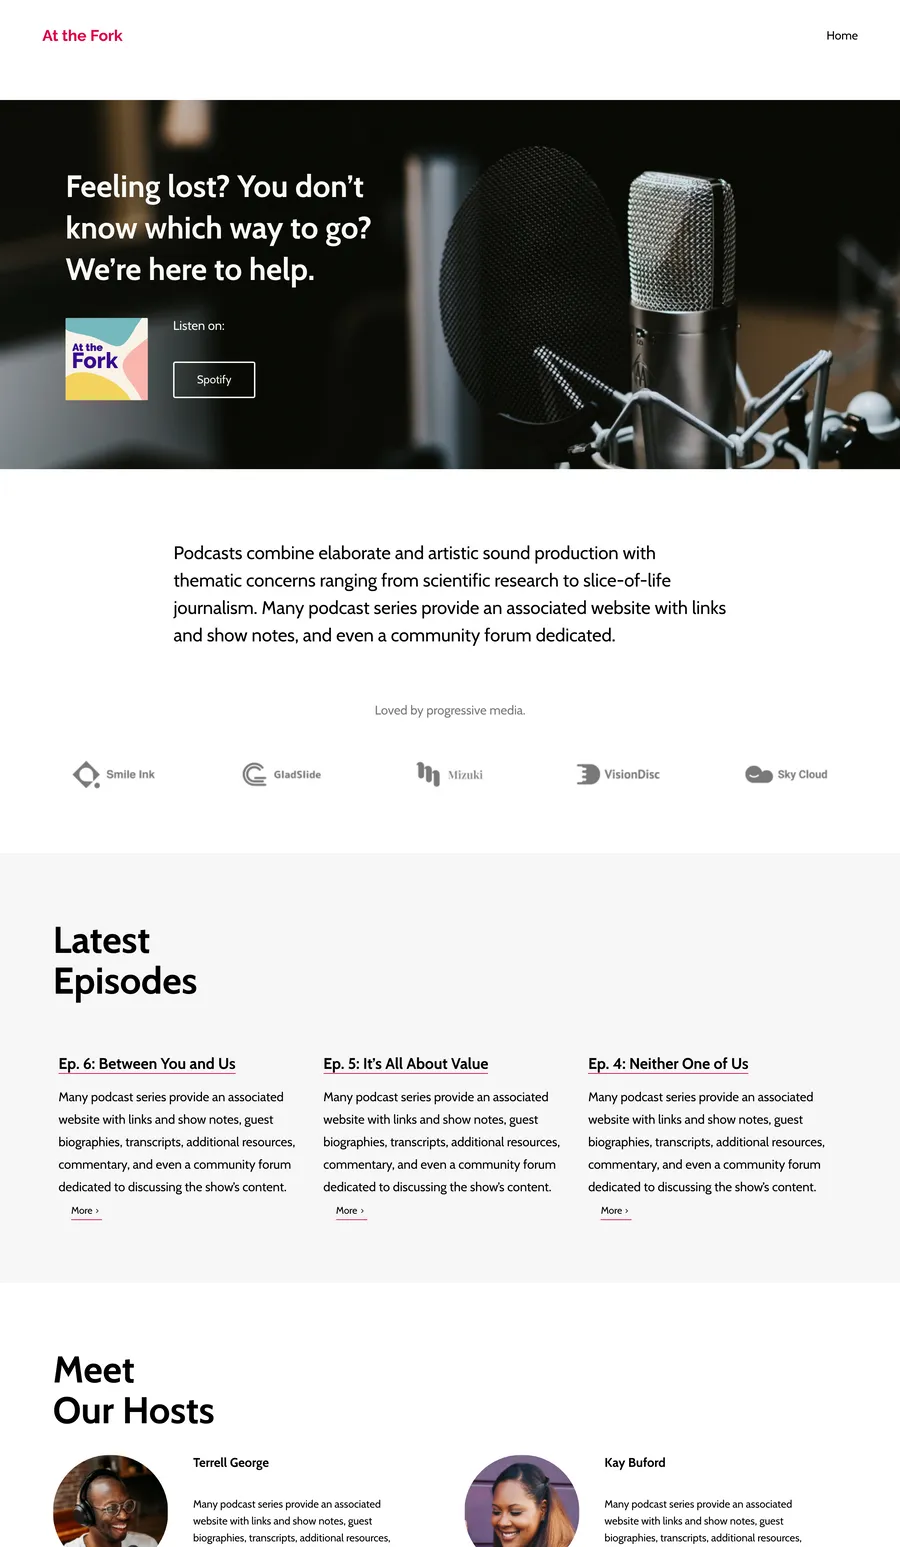 At the Fork
Home
Feeling lost? You don’t
know which way to go?
We’re here to help.
At the
Fork
Listen on:
Spotify
Podcasts combine elaborate and artistic sound production with
thematic concerns ranging from scientific research to slice-of-life
journalism. Many podcast series provide an associated website with links
and show notes, and even a community forum dedicated.
Loved by progressive media.
Smile Ink
GladSlide
Mizuki
VisionDisc
Sky Cloud
Latest
Episodes
Ep. 6: Between You and Us
Many podcast series provide an associated
website with links and show notes, guest
biographies, transcripts, additional resources,
commentary, and even a community forum
dedicated to discussing the show’s content.
More ›
Ep. 5: It’s All About Value
Many podcast series provide an associated
website with links and show notes, guest
biographies, transcripts, additional resources,
commentary, and even a community forum
dedicated to discussing the show’s content.
More ›
Ep. 4: Neither One of Us
Many podcast series provide an associated
website with links and show notes, guest
biographies, transcripts, additional resources,
commentary, and even a community forum
dedicated to discussing the show’s content.
More ›
Meet
Our Hosts
Terrell George
Many podcast series provide an associated
website with links and show notes, guest
biographies, transcripts, additional resources,
Kay Buford
Many podcast series provide an associated
website with links and show notes, guest
biographies, transcripts, additional resources,